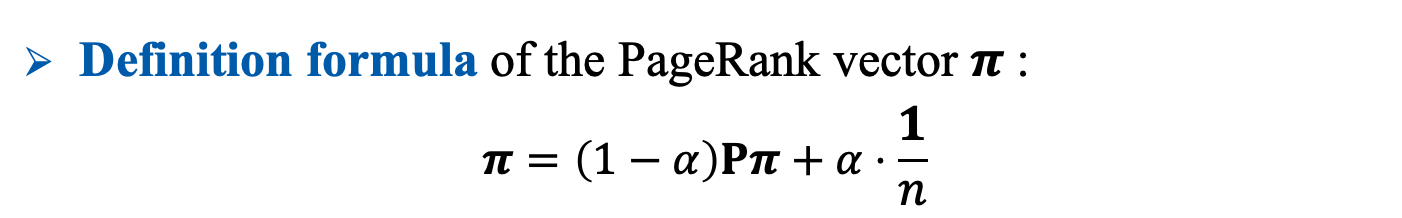 ➢ Definition formula of the PageRank vector π :
π = (1 − α)Pπ + α · 1/n